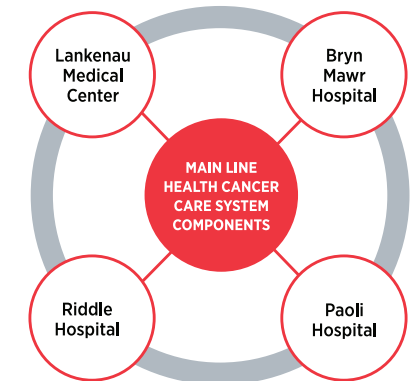 Lankenau
Medical
Center
Bryn
Mawr
Hospital
MAIN LINE
HEALTH CANCER
CARE SYSTEM
COMPONENTS
Riddle
Hospital
Paoli
Hospital